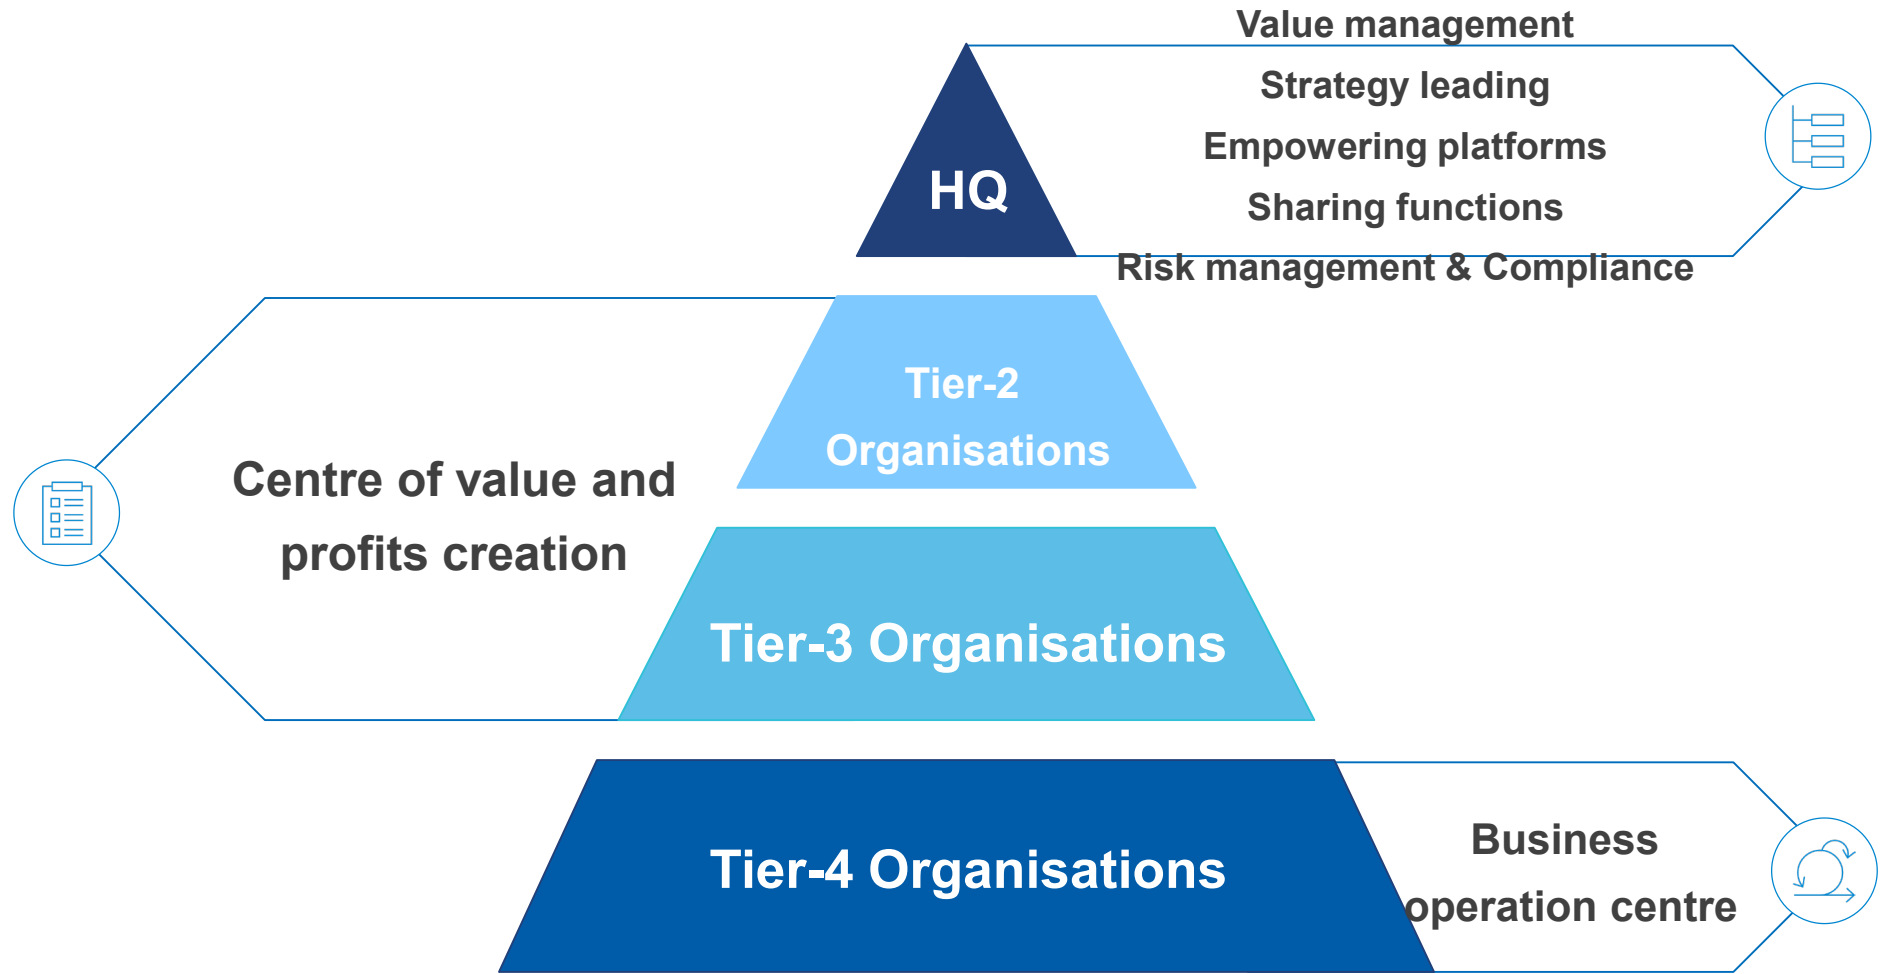 Value management
Strategy leading
Empowering platforms
Sharing functions
Risk management & Compliance
HQ
Tier-2
Organisations
Centre of value and
profits creation
Tier-3 Organisations
Tier-4 Organisations
Business
operation centre